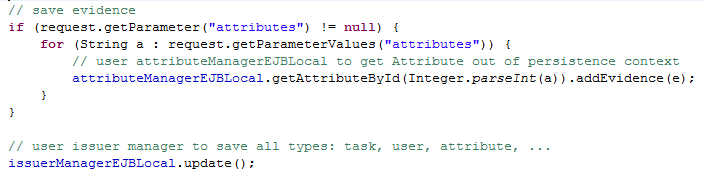 // save evidence
if (request.getParameter("attributes") != null) {
for (String a : request.getParameterValues("attributes")) {
// user attributeManagerEJBLocal to get Attribute out of persistence context
attributeManagerEJBLocal.getAttributeById(Integer.parseInt(a)).addEvidence(e);
}
}
// user issuer manager to save all types: task, user, attribute, ...
issuerManagerEJBLocal.update();